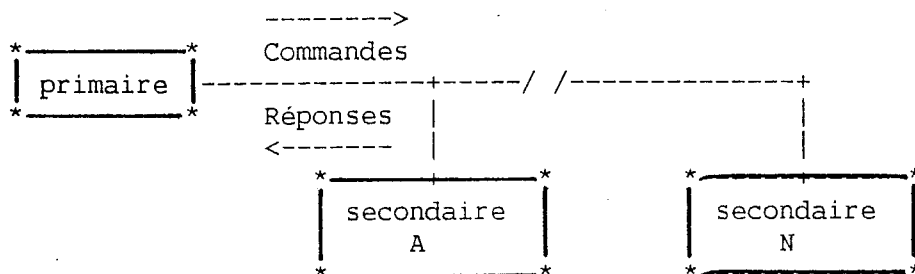 Commandes
primaire
Réponses
secondaire
A
secondaire
N